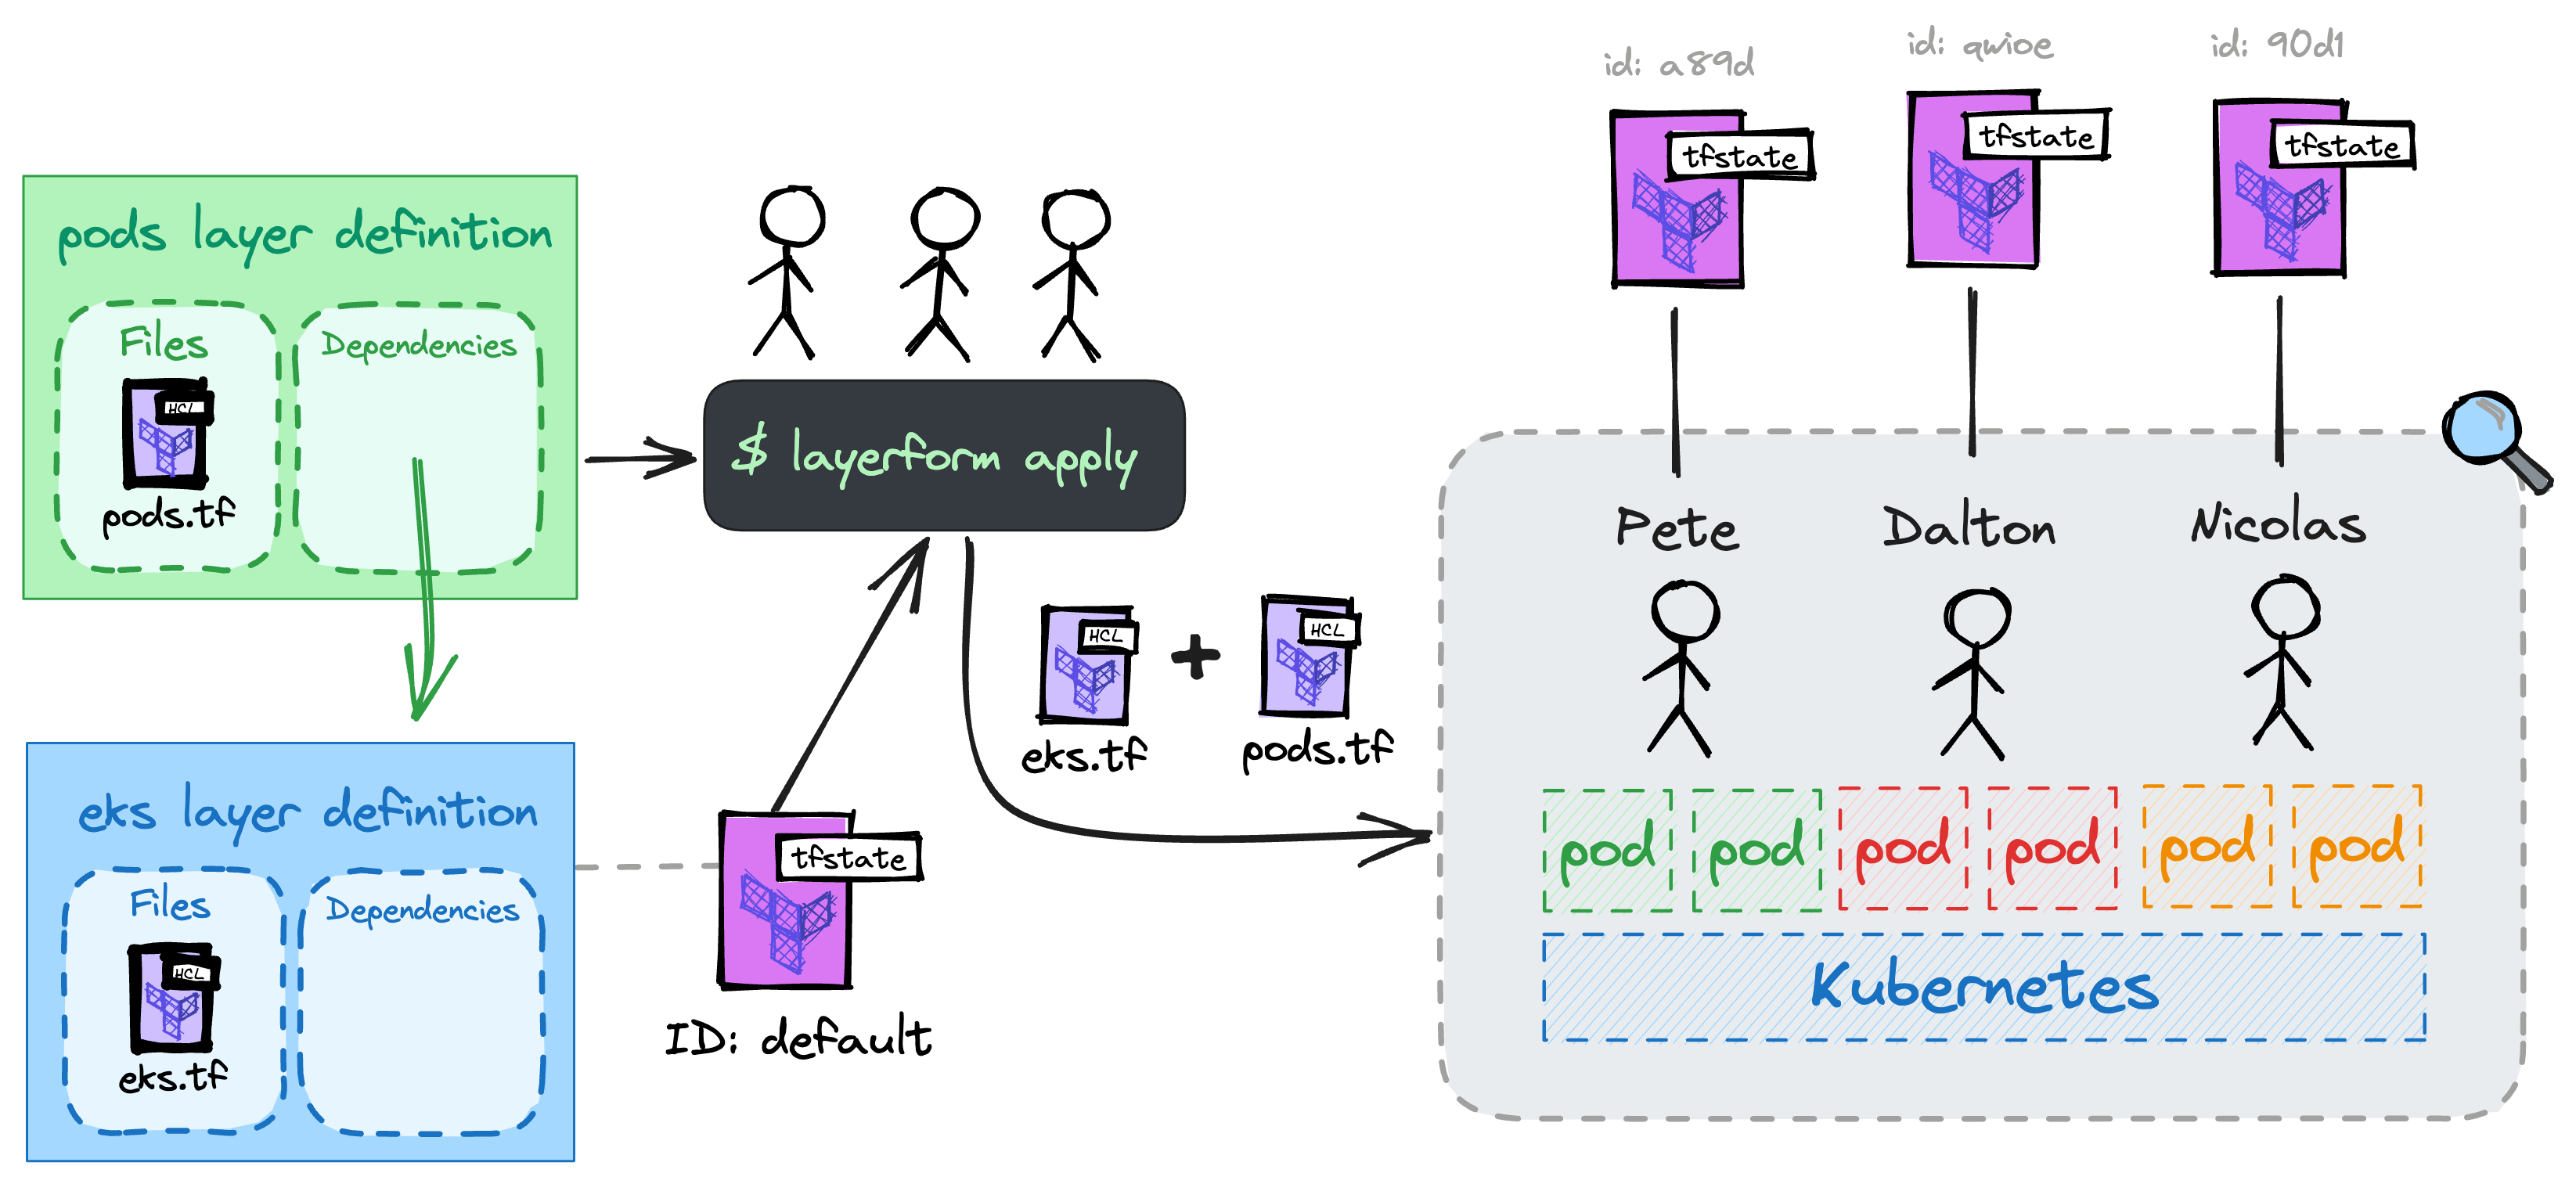 pods layer definition
Files
Dependencies
HCL
pods.tf
eks layer definition
Files
Dependencies
HCL
eks.tf
$ layerform apply
tfstate
ID: default
HCL
eks.tf
+
HCL
pods.tf
id: a89d
tfstate
id: qwioe
tfstate
id: 90d1
tfstate
Pete
Dalton
Nicolas
pod pod pod pod pod pod
Kubernetes